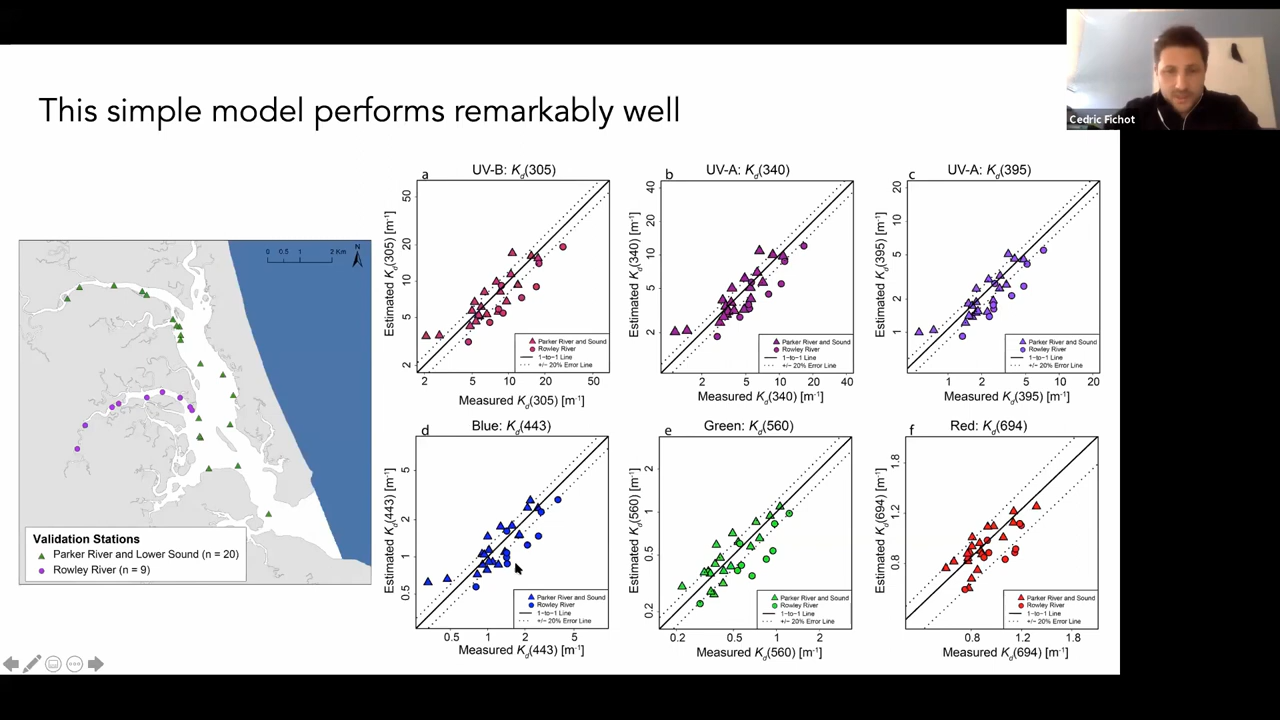 Cedric Fichot
This simple model performs remarkably well
0 0.5 1 2 Km
N
Validation Stations
Parker River and Lower Sound (n = 20)
Rowley River (n = 9)
a
UV-B: Kd(305)
Estimated Kd(305) [m-1]
50
20
10
5
2
Parker River and Sound
Rowley River
1-to-1 Line
+/- 20% Error Line
2 5 10 20 50
Measured Kd(305) [m-1]
b
UV-A: Kd(340)
Estimated Kd(340) [m-1]
40
20
10
5
2
Parker River and Sound
Rowley River
1-to-1 Line
+/- 20% Error Line
2 5 10 20 40
Measured Kd(340) [m-1]
c
UV-A: Kd(395)
Estimated Kd(395) [m-1]
20
10
5
2
1
Parker River and Sound
Rowley River
1-to-1 Line
+/- 20% Error Line
1 2 5 10 20
Measured Kd(395) [m-1]
d
Blue: Kd(443)
Estimated Kd(443) [m-1]
5
2
1
0.5
Parker River and Sound
Rowley River
1-to-1 Line
+/- 20% Error Line
0.5 1 2 5
Measured Kd(443) [m-1]
e
Green: Kd(560)
Estimated Kd(560) [m-1]
2
1
0.5
0.2
Parker River and Sound
Rowley River
1-to-1 Line
+/- 20% Error Line
0.2 0.5 1 2
Measured Kd(560) [m-1]
f
Red: Kd(694)
Estimated Kd(694) [m-1]
1.8
1.2
0.8
Parker River and Sound
Rowley River
1-to-1 Line
+/- 20% Error Line
0.8 1.2 1.8
Measured Kd(694) [m-1]